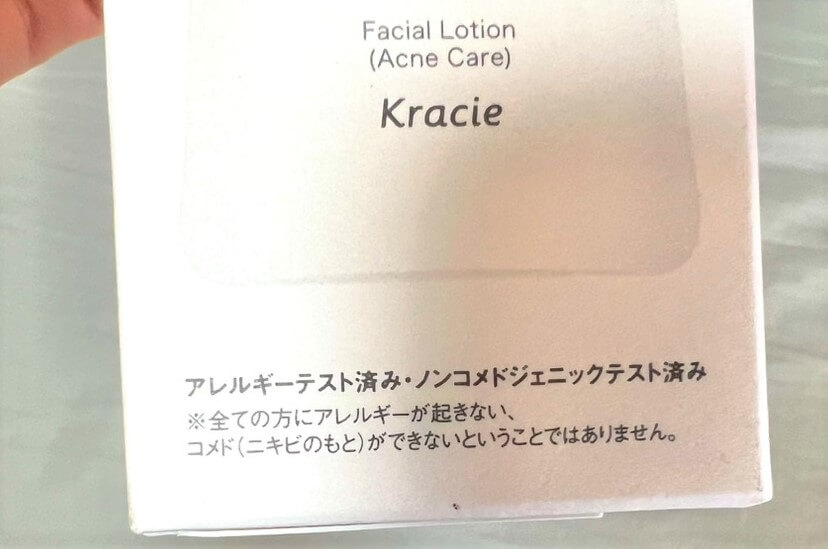 Facial Lotion
(Acne Care)
Kracie
アレルギーテスト済み・ノンコメドジェニックテスト済み
※全ての方にアレルギーが起きない、
コメド(ニキビのもと)ができないということではありません。